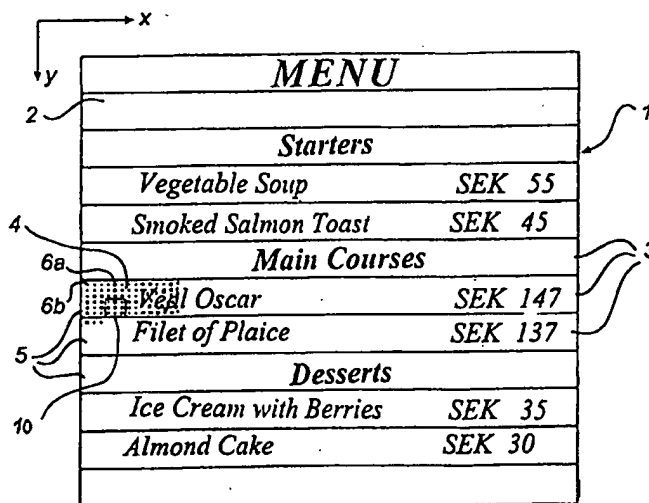 x
y
MENU
2
1
Starters
Vegetable Soup SEK 55
Smoked Salmon Toast SEK 45
4
Main Courses
3
6a
6b
Veal Oscar SEK 147
Filet of Plaice SEK 137
5
Desserts
10
Ice Cream with Berries SEK 35
Almond Cake SEK 30